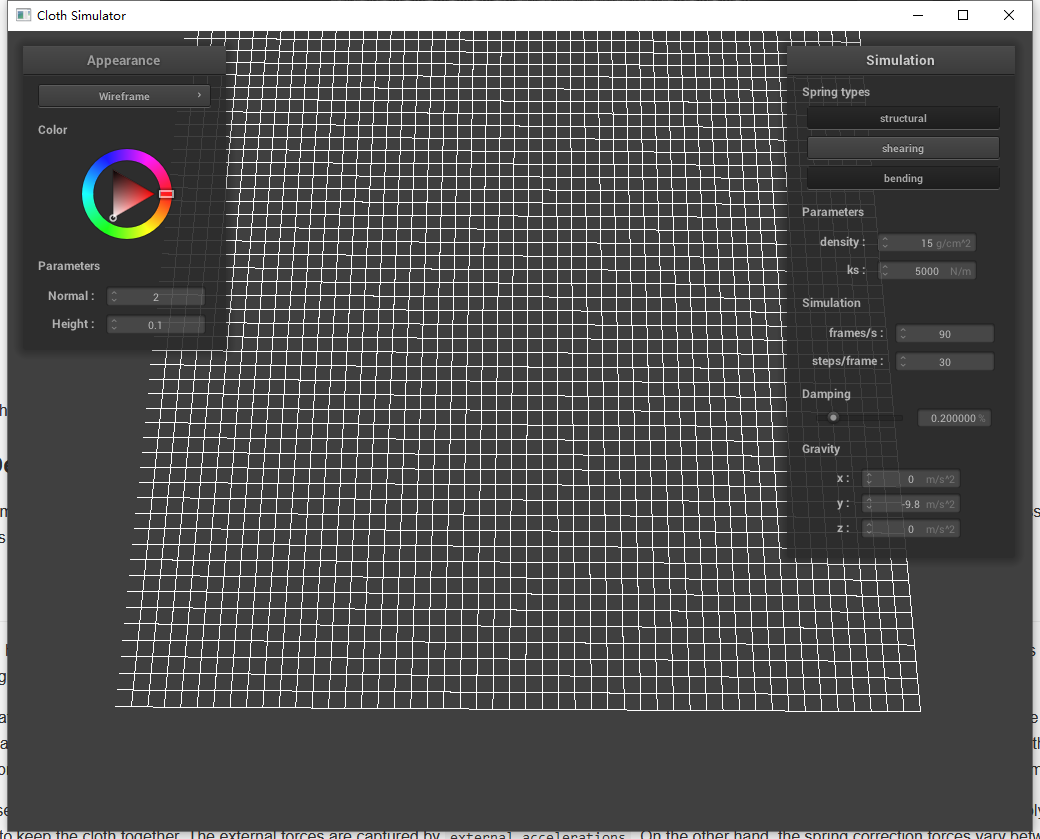 Cloth Simulator
Appearance
Wireframe
Color
Parameters
Normal : 2
Height : 0.1
Simulation
Spring types
structural
shearing
bending
Parameters
density : 15 g/cm^2
ks : 5000 N/m
Simulation
frames/s : 90
steps/frame : 30
Damping
0.200000 %
Gravity
x : 0 m/s^2
y : -9.8 m/s^2
z : 0 m/s^2
to keep the cloth together. The external forces are captured by external_accelerations . On the other hand, the spring correction forces vary